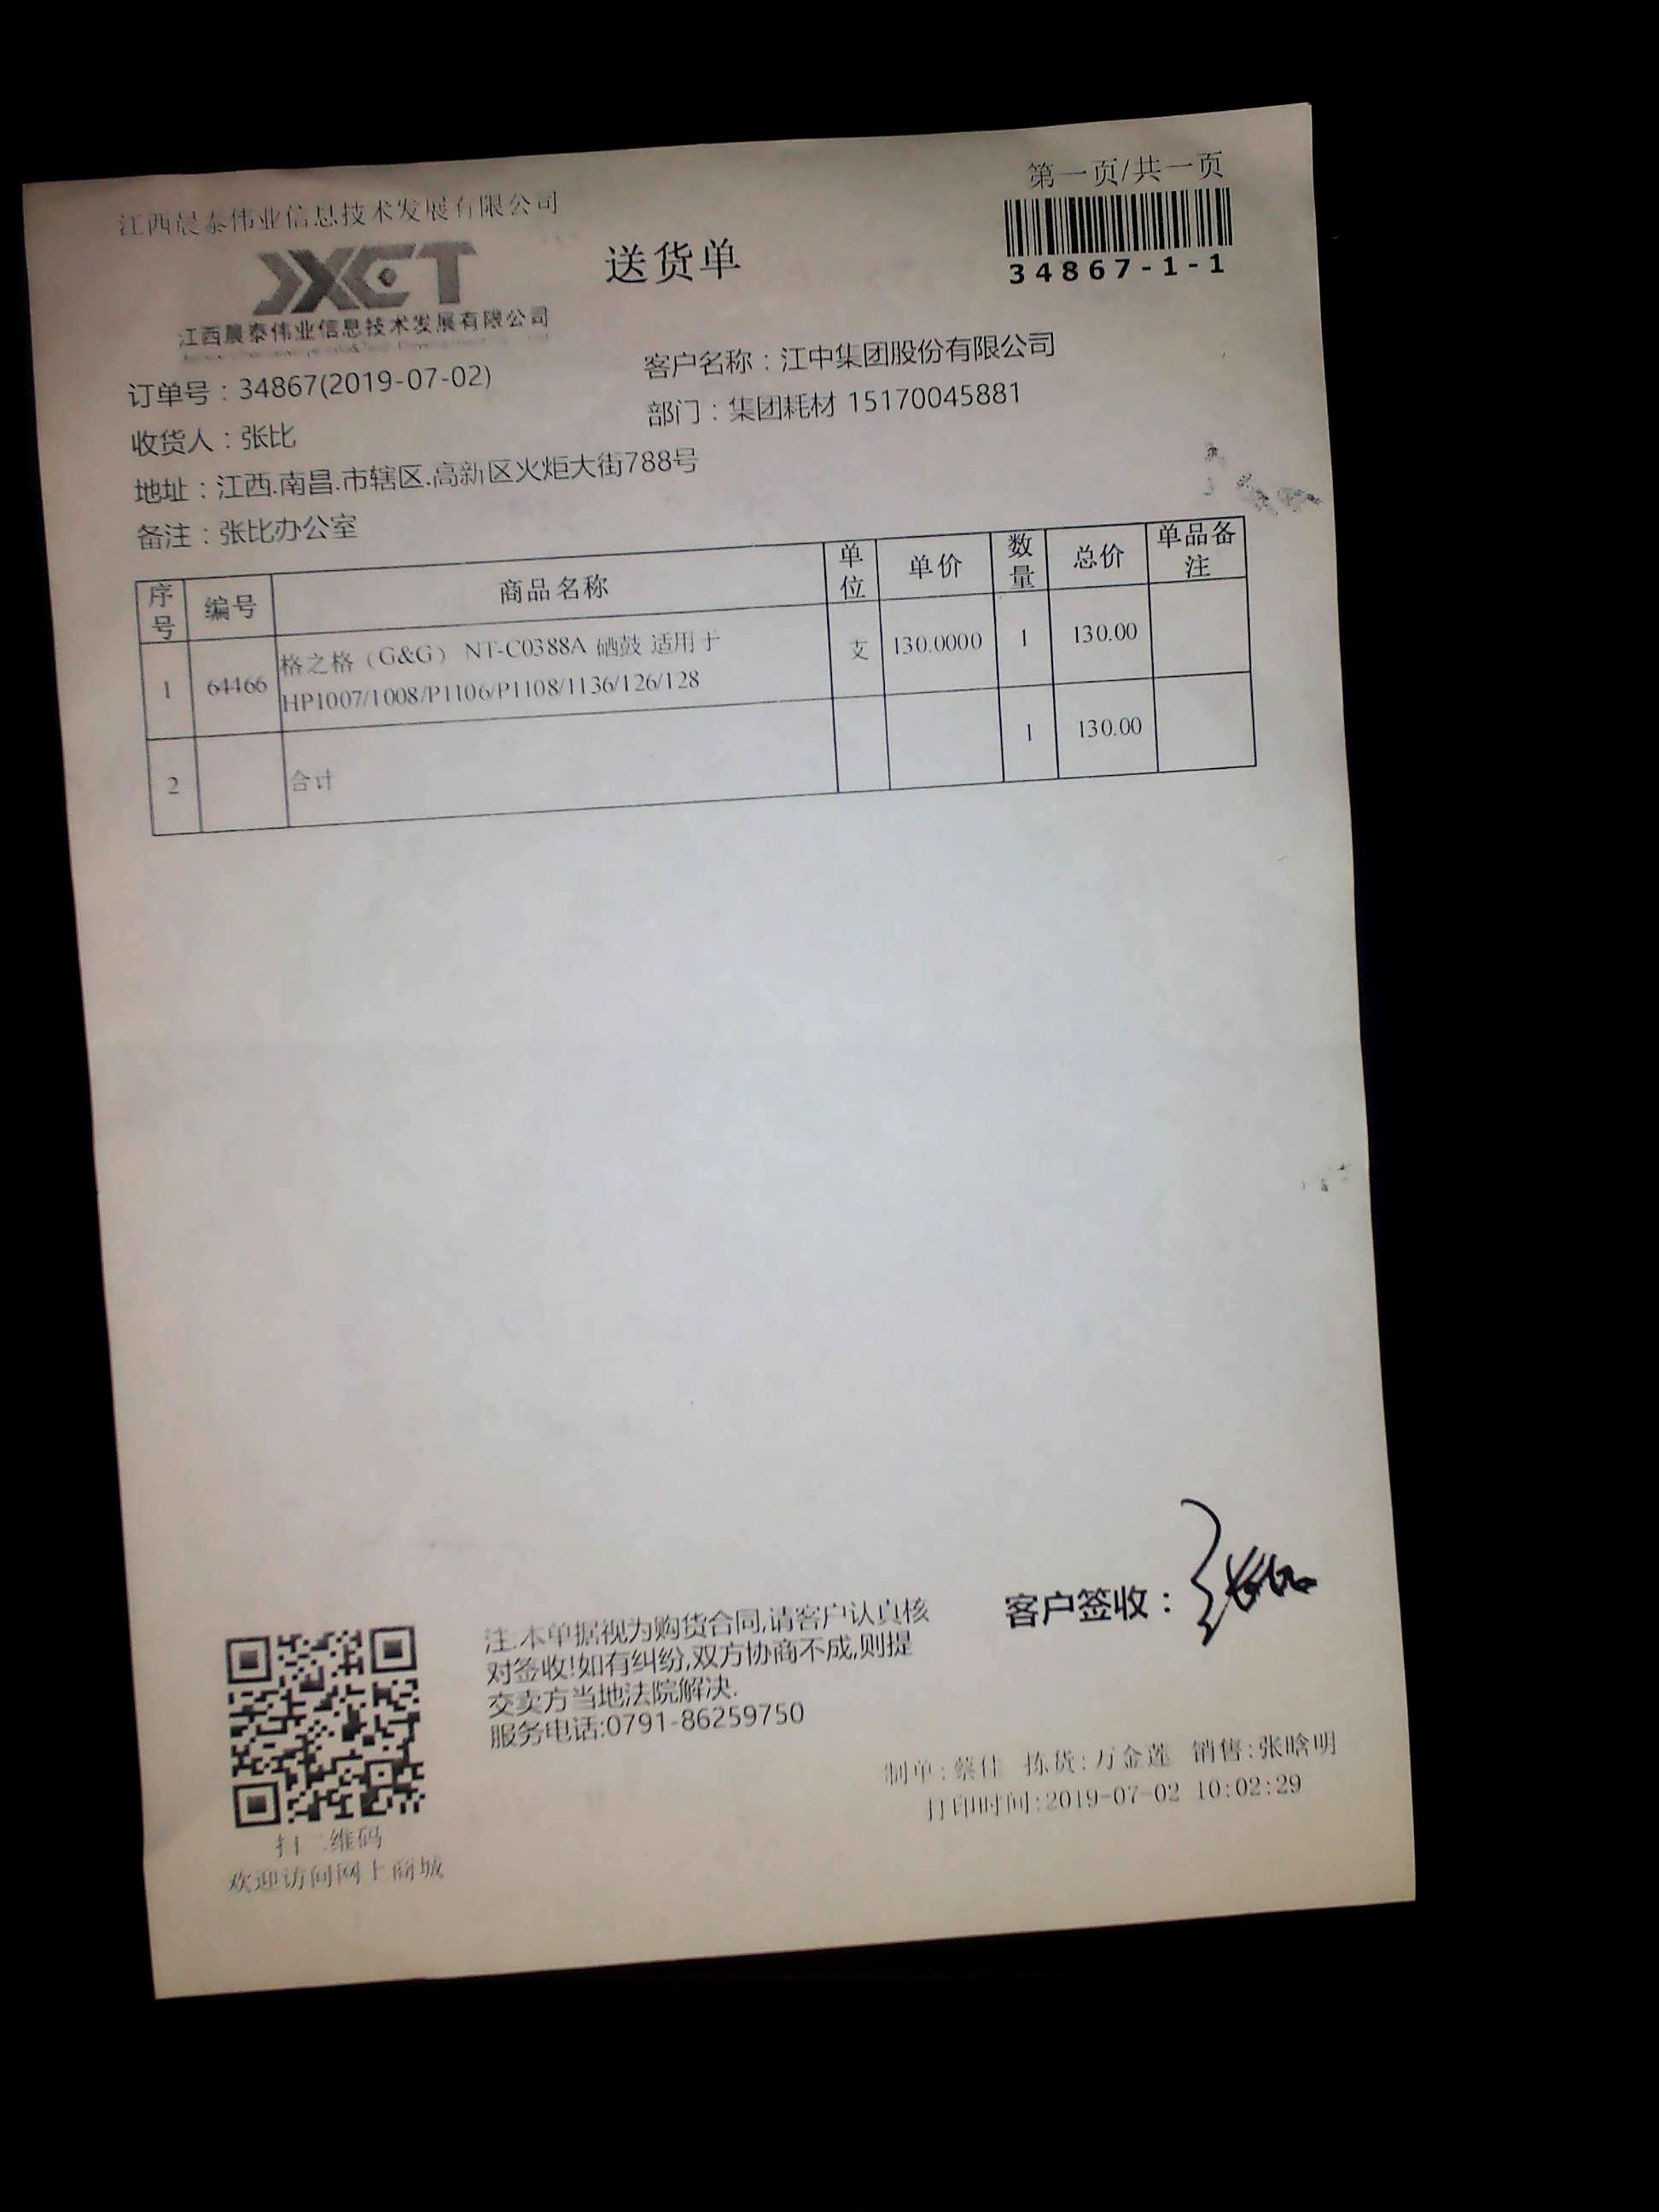 江西晨泰伟业信息技术发展有限公司
第一页/共一页
JXCT
江西晨泰伟业信息技术发展有限公司
送货单
34867-1-1
订单号：34867(2019-07-02)
客户名称：江中集团股份有限公司
收货人：张比
部门：集团耗材 15170045881
地址：江西.南昌.市辖区.高新区火炬大街788号
备注：张比办公室
序号 编号 商品名称 单位 单价 数量 总价 单品备注
1 64466 格之格（G&G） NT-C0388A 硒鼓 适用于 支 130.0000 1 130.00
HP1007/1008/P1106/P1108/1136/126/128
2 合计 1 130.00
客户签收：
注:本单据视为购货合同,请客户认真核
对签收!如有纠纷,双方协商不成,则提
交卖方当地法院解决.
服务电话:0791-86259750
制单:蔡佳 拣货:万金莲 销售:张晗明
打印时间:2019-07-02 10:02:29
扫二维码
欢迎访问网上商城